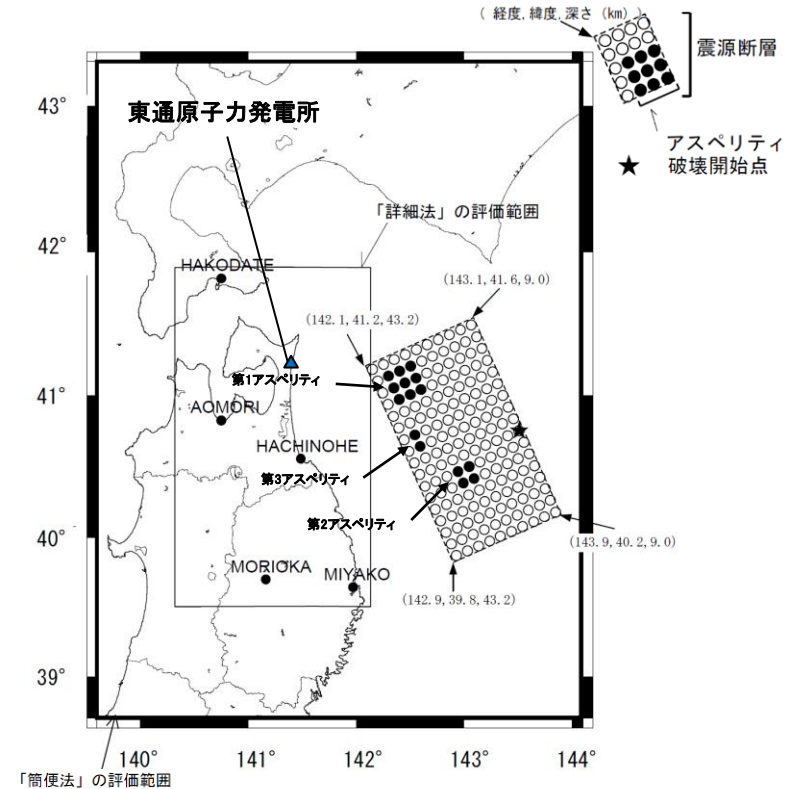 (経度,緯度,深さ(km))
震源断層
アスペリティ
★ 破壊開始点
43°
42°
41°
40°
39°
東通原子力発電所
「詳細法」の評価範囲
HAKODATE
(143.1,41.6,9.0)
(142.1,41.2,43.2)
第1アスペリティ
AOMORI
HACHINOHE
第3アスペリティ
第2アスペリティ
(143.9,40.2,9.0)
MORIOKA
MIYAKO
(142.9,39.8,43.2)
140°
141°
142°
143°
144°
「簡便法」の評価範囲